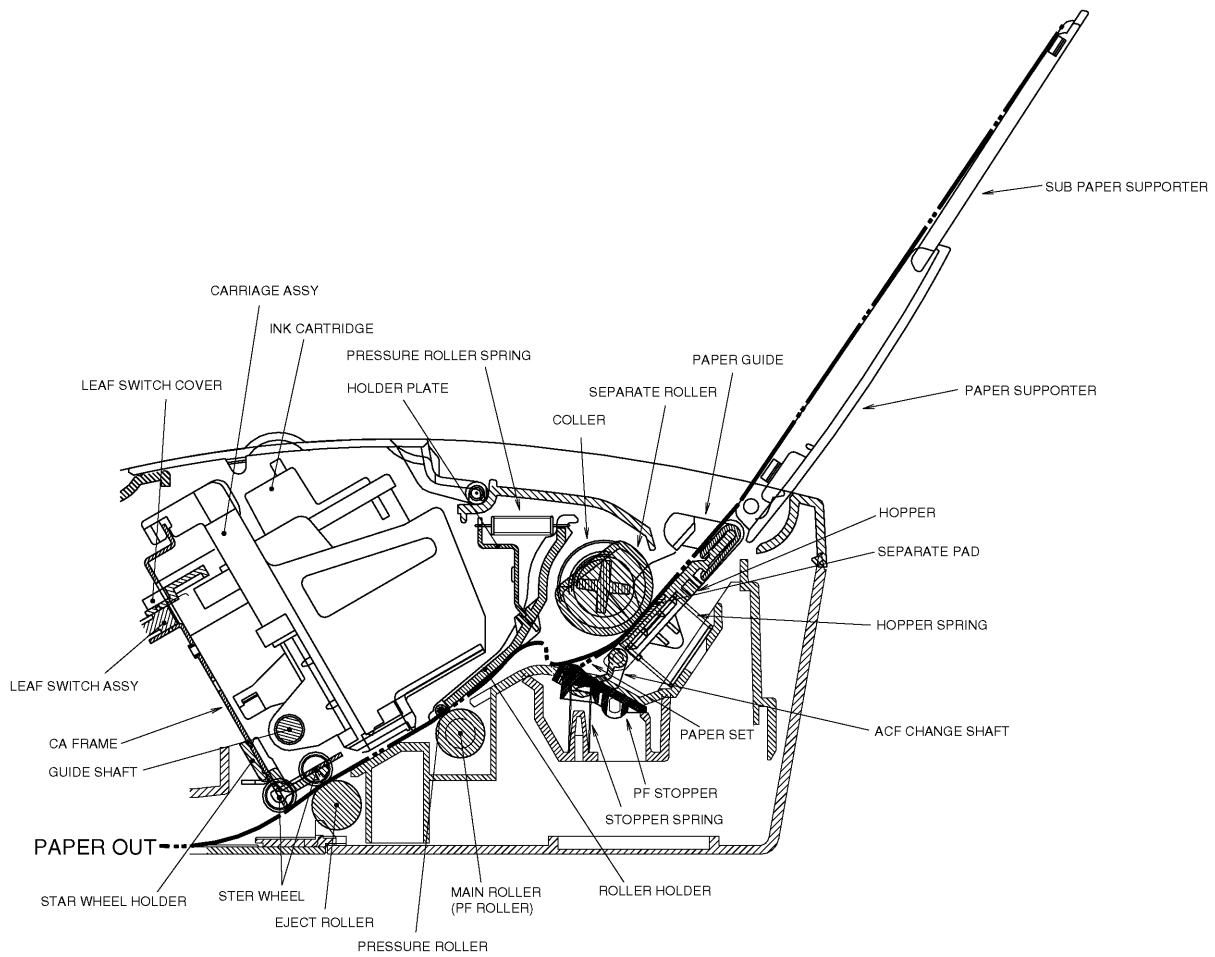 SUB PAPER SUPPORTER
CARRIAGE ASSY
INK CARTRIDGE
PRESSURE ROLLER SPRING
PAPER GUIDE
LEAF SWITCH COVER
HOLDER PLATE
SEPARATE ROLLER
PAPER SUPPORTER
COLLER
HOPPER
SEPARATE PAD
HOPPER SPRING
LEAF SWITCH ASSY
ACF CHANGE SHAFT
PAPER SET
CA FRAME
GUIDE SHAFT
PF STOPPER
STOPPER SPRING
PAPER OUT
STAR WHEEL HOLDER
STER WHEEL
MAIN ROLLER
(PF ROLLER)
ROLLER HOLDER
EJECT ROLLER
PRESSURE ROLLER